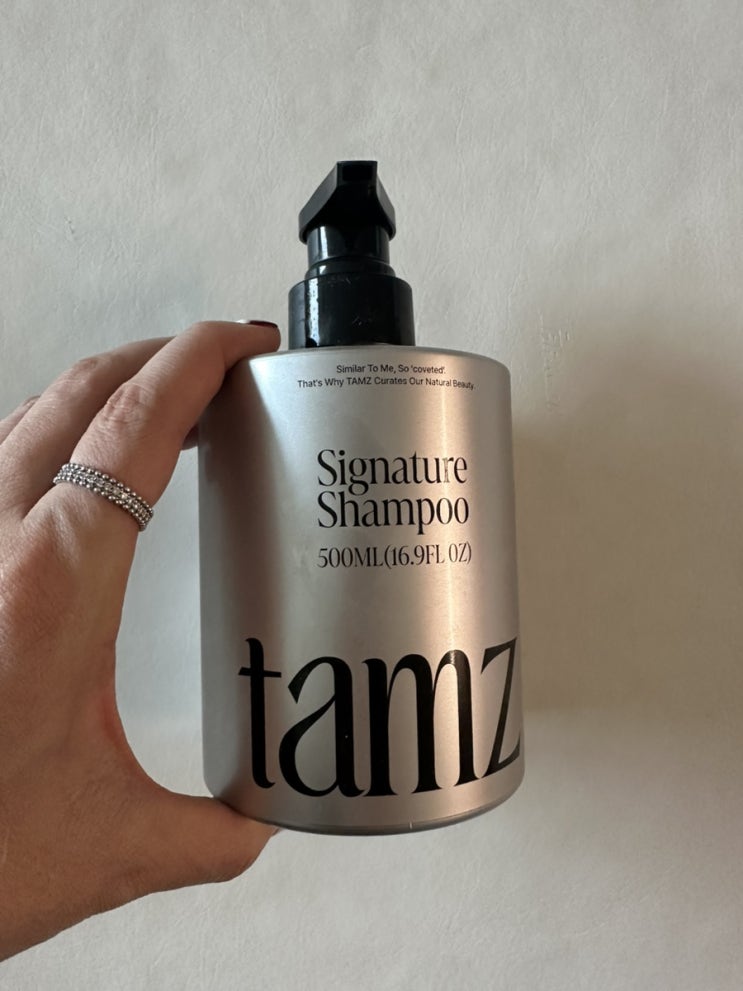 Similar To Me, So 'coveted'.
That's Why TAMZ Curates Our Natural Beauty.
Signature
Shampoo
500ML(16.9FL OZ)
tamz